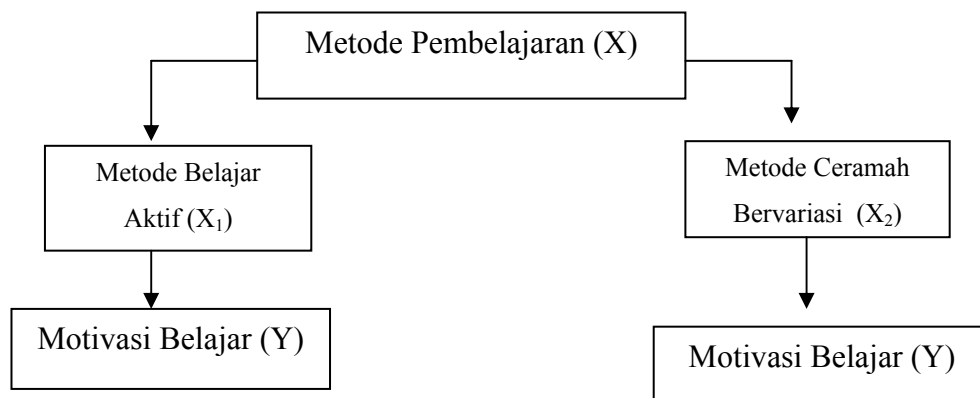 Metode Pembelajaran (X)
Metode Belajar
Aktif (X₁)
Metode Ceramah
Bervariasi (X₂)
Motivasi Belajar (Y)
Motivasi Belajar (Y)